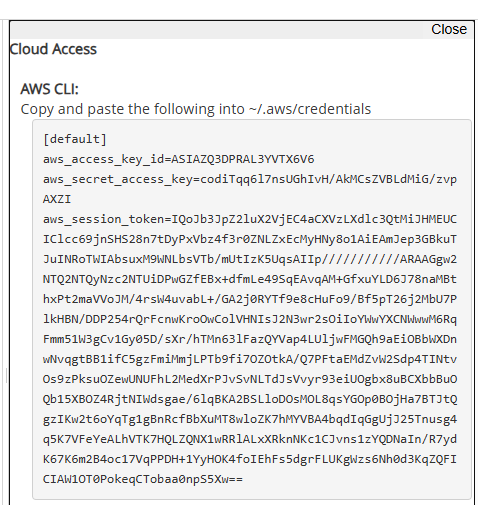 Close
Cloud Access
AWS CLI:
Copy and paste the following into ~/.aws/credentials
[default]
aws_access_key_id=ASIAZQ3DPRAL3YVTX6V6
aws_secret_access_key=codiTqq6l7nsUGhIvH/AkMCsZVBLdMiG/zvp
AXZI
aws_session_token=IQoJb3JpZ2luX2VjEC4aCXVzLXdlc3QtMiJHMEUC
IClcc69jnSHS28n7tDyPxVbz4f3r0ZNLZxEcMyHNy8o1AiEAmJep3GBkuT
JuINRoTWIAbsuxM9WNLbsVTb/mUtIzK5UqsAIIp///////////ARAAGgw2
NTQ2NTQyNzc2NTUiDPwGZfEBx+dfmLe49SqEAvqAM+GfxuYLD6J78naMBt
hxPt2maVVoJM/4rsW4uvabL+/GA2j0RYTf9e8cHuFo9/Bf5pT26j2MbU7P
lkHBN/DDP254rQrFcnwKroOwColVHNIsJ2N3wr2sOiIoYWwYXCNWwwM6Rq
Fmm51W3gCv1Gy05D/sXr/hTMn63lFazQYVap4LUljwFMGQh9aEiOBbWXDn
wNvqgtBB1ifC5gzFmiMmjLPTb9fi7OZOtkA/Q7PFtaEMdZvW2Sdp4TINtv
Os9zPksuOZewUNUFhL2MedXrPJvSvNLTdJsVvyr93eiUOgbx8uBCXbbBuO
Qb15XBOZ4RjtNIWdsgae/6lqBKA2BSLloDOsMOL8qsYGOp0BOjHa7BTJtQ
gzIKw2t6oYqTg1gBnRcfBbXuMT8wloZK7hMYVBA4bqdIqGgUjJ25Tnusg4
q5K7VFeYeALhVTK7HQLZQNX1wRRlALxXRknNKc1CJvns1zYQDNaIn/R7yd
K67K6m2B4oc17VqPPDH+1YyHOK4foIEhFs5dgrFLUKgWzs6Nh0d3KqZQFI
CIAW1OT0PokeqCTobaa0npS5Xw==